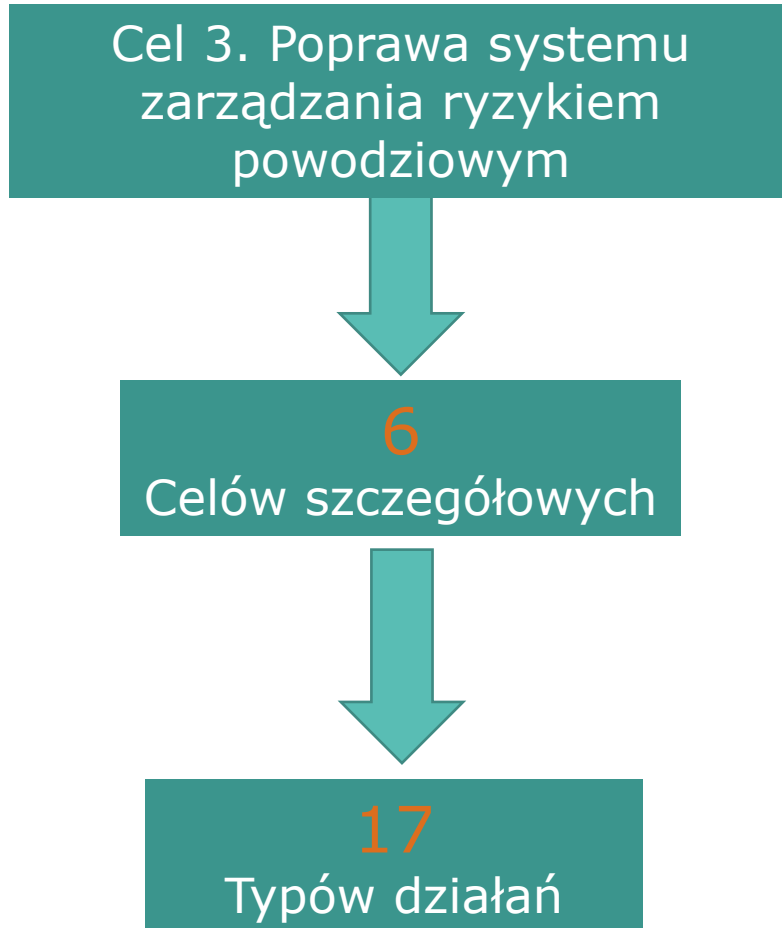 Cel 3. Poprawa systemu
zarządzania ryzykiem
powodziowym
6
Celów szczegółowych
17
Typów działań